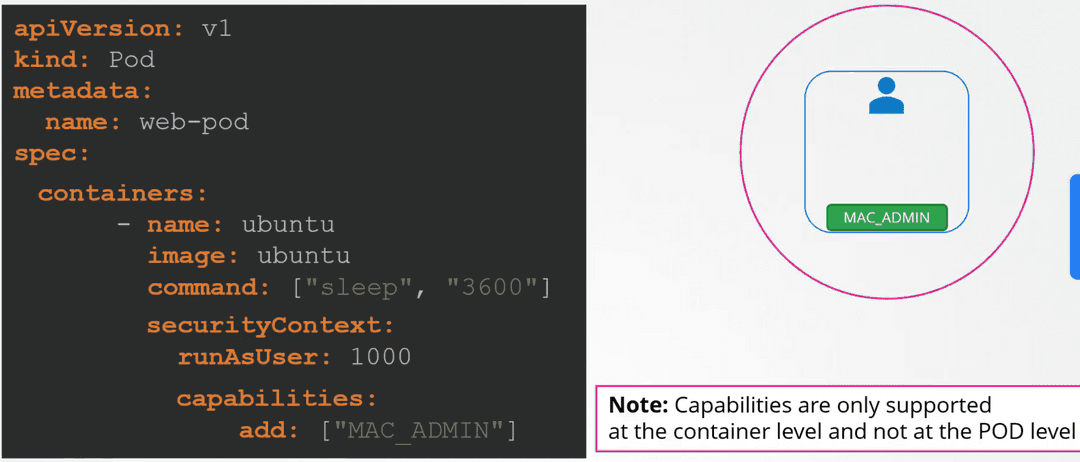 apiVersion: v1
kind: Pod
metadata:
  name: web-pod
spec:
  containers:
      - name: ubuntu
        image: ubuntu
        command: ["sleep", "3600"]
        securityContext:
          runAsUser: 1000
          capabilities:
              add: ["MAC_ADMIN"]
MAC_ADMIN
Note: Capabilities are only supported
at the container level and not at the POD level